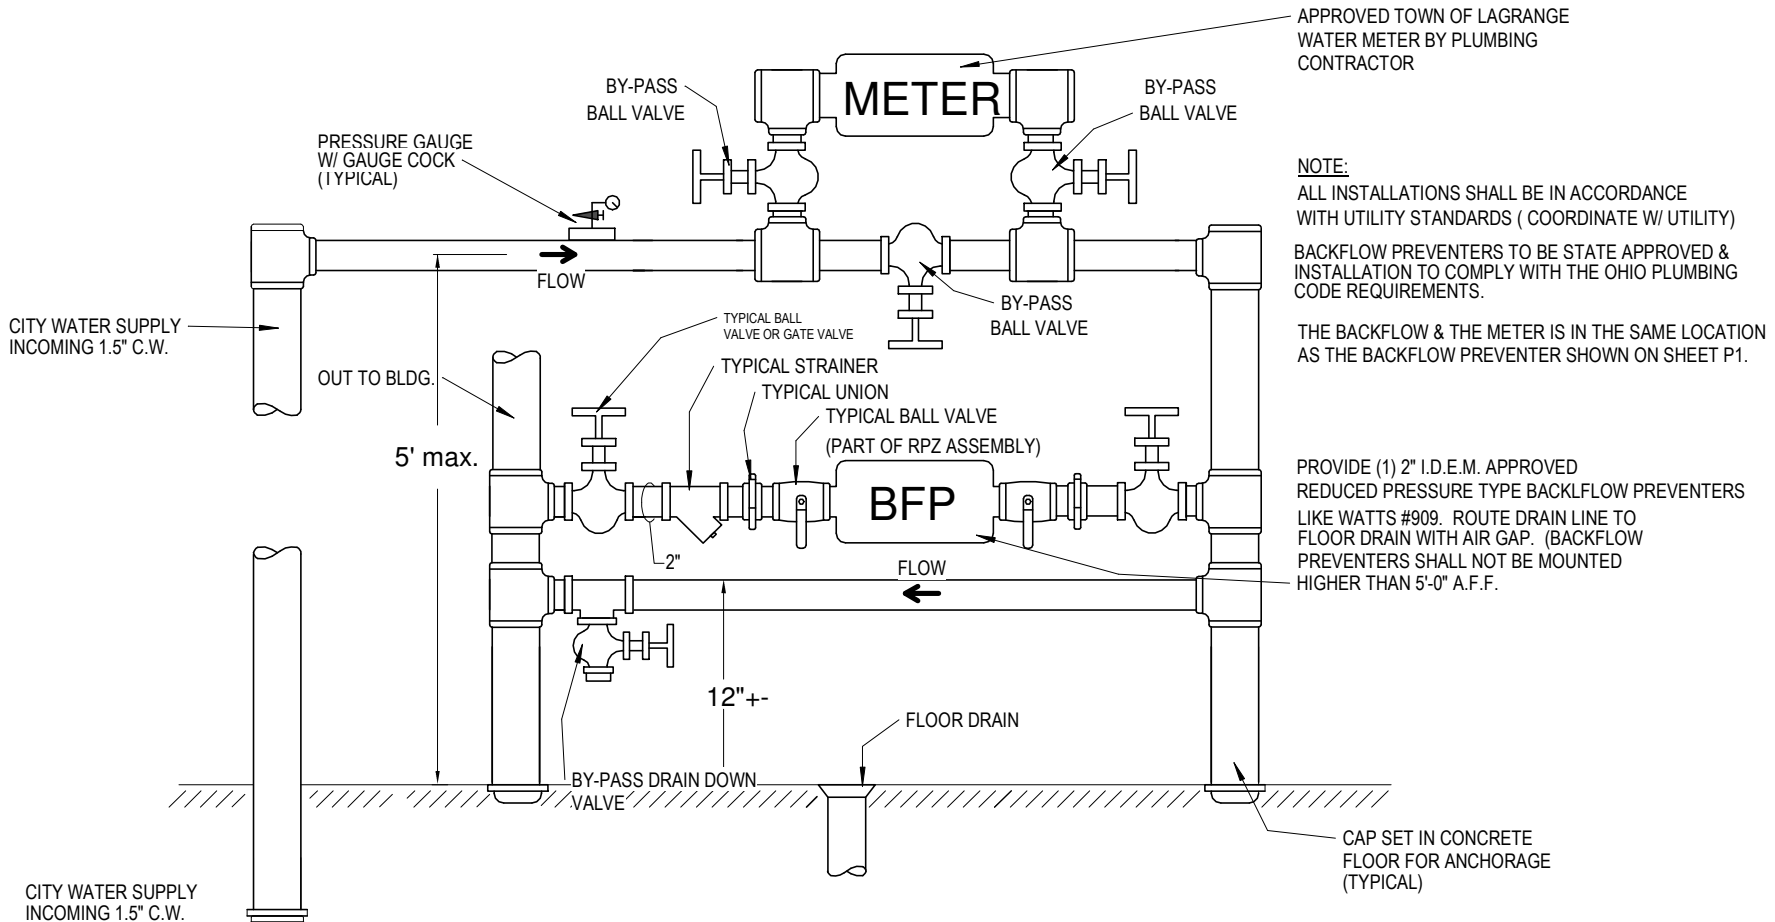 APPROVED TOWN OF LAGRANGE
WATER METER BY PLUMBING
CONTRACTOR
BY-PASS
BALL VALVE
METER
BY-PASS
BALL VALVE
PRESSURE GAUGE
W/ GAUGE COCK
(TYPICAL)
NOTE:
ALL INSTALLATIONS SHALL BE IN ACCORDANCE
WITH UTILITY STANDARDS ( COORDINATE W/ UTILITY)
BACKFLOW PREVENTERS TO BE STATE APPROVED &
INSTALLATION TO COMPLY WITH THE OHIO PLUMBING
CODE REQUIREMENTS.
THE BACKFLOW & THE METER IS IN THE SAME LOCATION
AS THE BACKFLOW PREVENTER SHOWN ON SHEET P1.
FLOW
BY-PASS
BALL VALVE
CITY WATER SUPPLY
INCOMING 1.5" C.W.
TYPICAL BALL
VALVE OR GATE VALVE
OUT TO BLDG.
TYPICAL STRAINER
TYPICAL UNION
TYPICAL BALL VALVE
(PART OF RPZ ASSEMBLY)
5' max.
BFP
2"
PROVIDE (1) 2" I.D.E.M. APPROVED
REDUCED PRESSURE TYPE BACKLFLOW PREVENTERS
LIKE WATTS #909. ROUTE DRAIN LINE TO
FLOOR DRAIN WITH AIR GAP. (BACKFLOW
PREVENTERS SHALL NOT BE MOUNTED
HIGHER THAN 5'-0" A.F.F.
FLOW
12"+-
FLOOR DRAIN
BY-PASS DRAIN DOWN
VALVE
CAP SET IN CONCRETE
FLOOR FOR ANCHORAGE
(TYPICAL)
CITY WATER SUPPLY
INCOMING 1.5" C.W.